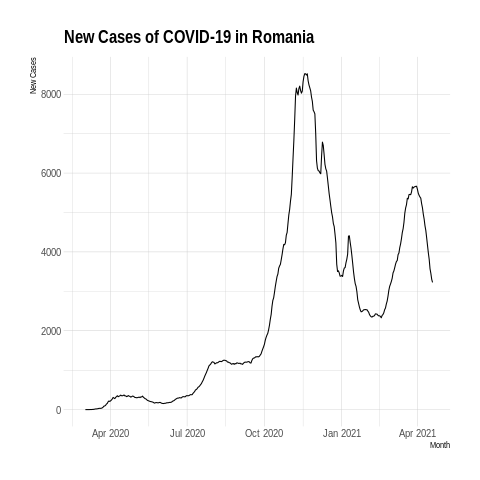 New Cases of COVID-19 in Romania
New Cases
8000
6000
4000
2000
0
Apr 2020 Jul 2020 Oct 2020 Jan 2021 Apr 2021
Month